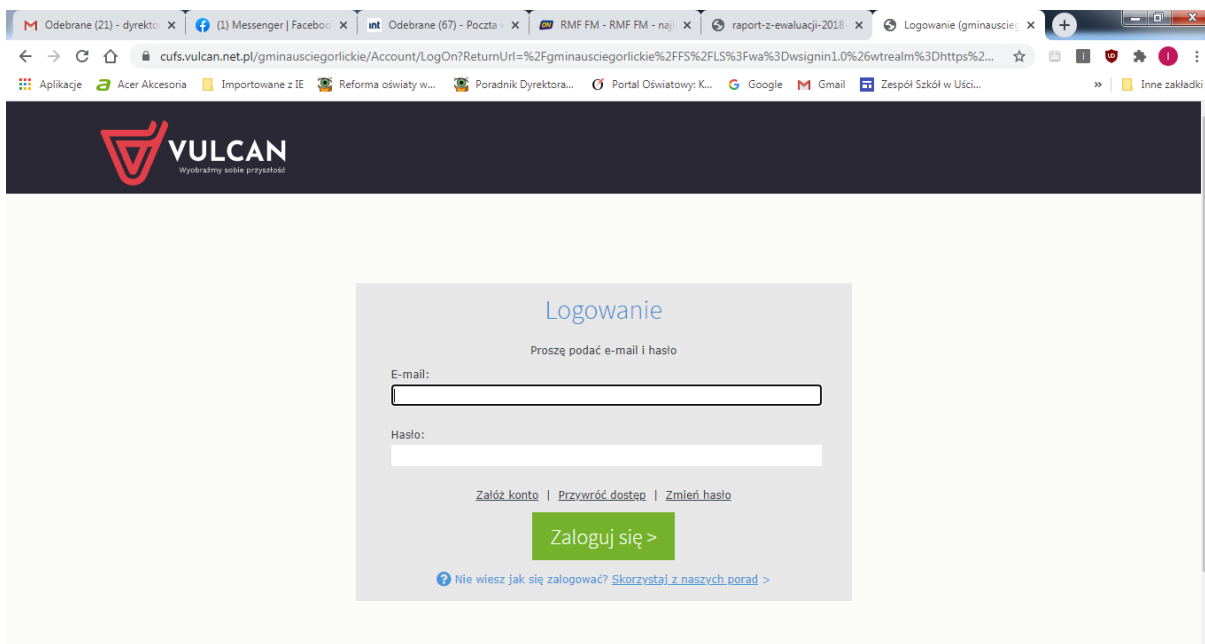 Odebrane (21) - dyrekto
(1) Messenger | Faceboo
int Odebrane (67) - Poczta
ON RMF FM - RMF FM - naj
raport-z-ewaluacji-2018-
Logowanie (gminauscieg
cufs.vulcan.net.pl/gminausciegorlickie/Account/LogOn?ReturnUrl=%2Fgminausciegorlickie%2FFS%2FLS%3Fwa%3Dwsignin1.0%26wtrealm%3Dhttps%2...
I
Aplikacje
Acer Akcesoria
Importowane z IE
Reforma oświaty w...
Poradnik Dyrektora...
Portal Oświatowy: K...
Google
Gmail
Zespół Szkół w Uści...
»
Inne zakładki
VULCAN
Wyobraźmy sobie przyszłość
Logowanie
Proszę podać e-mail i hasło
E-mail:
Hasło:
Załóż konto | Przywróć dostęp | Zmień hasło
Zaloguj się >
? Nie wiesz jak się zalogować? Skorzystaj z naszych porad >